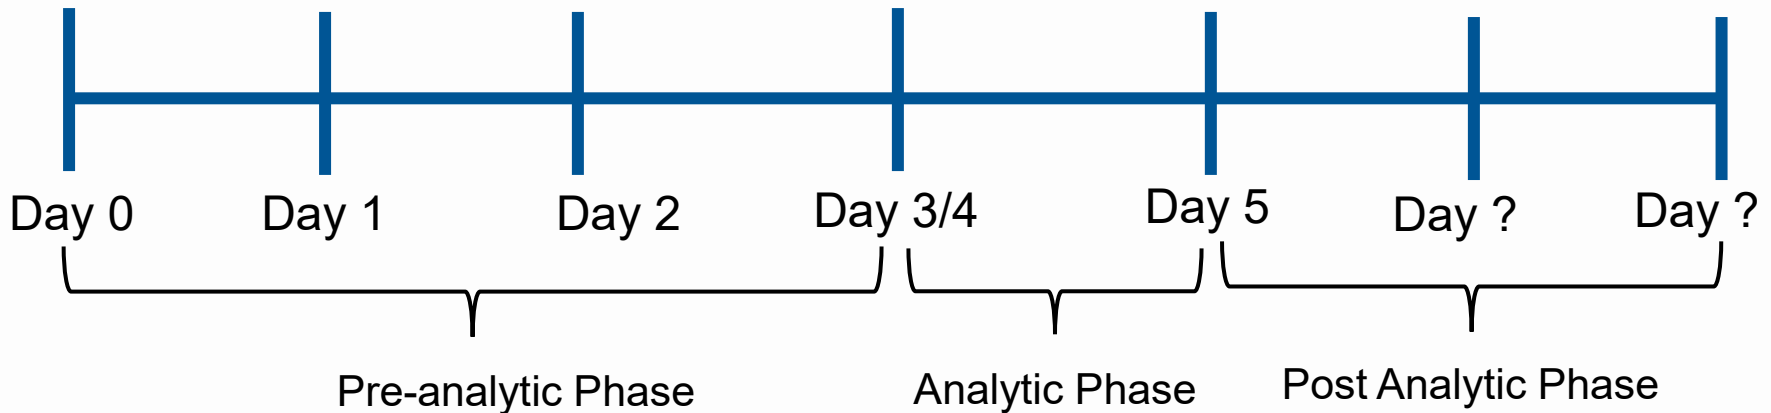 Day 0
Day 1
Day 2
Day 3/4
Day 5
Day ?
Day ?
Pre-analytic Phase
Analytic Phase
Post Analytic Phase